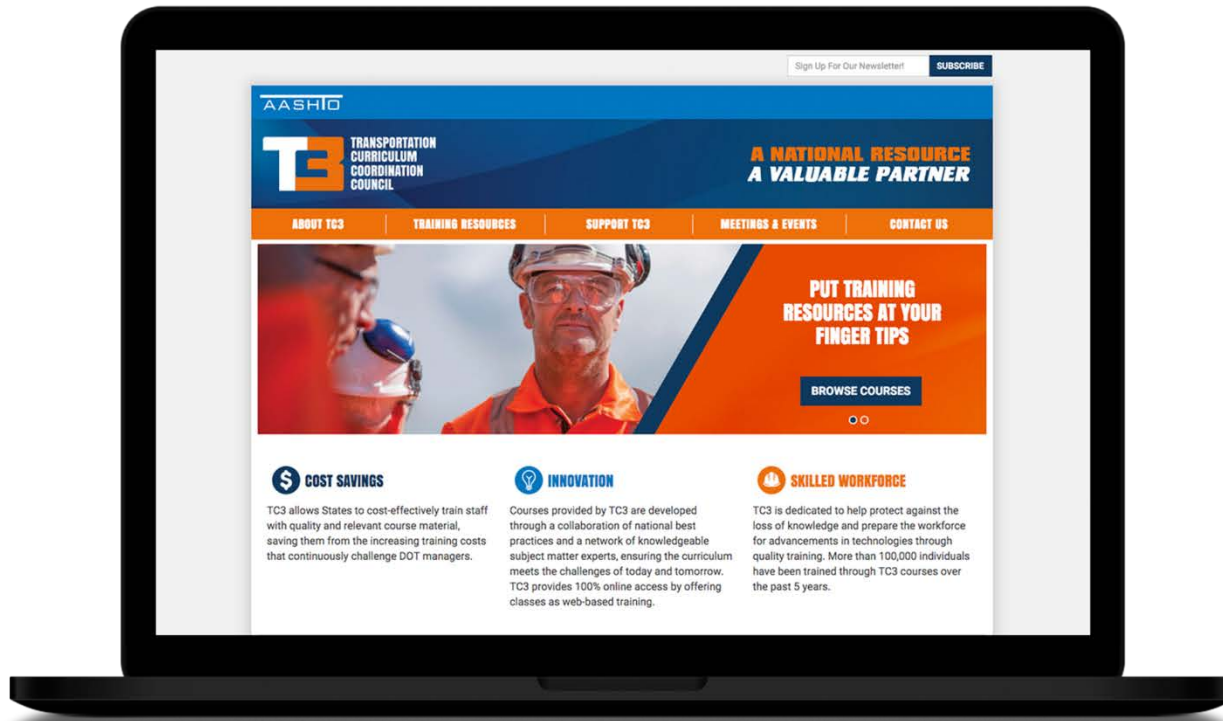 Sign Up For Our Newsletter!
SUBSCRIBE
AASHTO
TC3
TRANSPORTATION
CURRICULUM
COORDINATION
COUNCIL
A NATIONAL RESOURCE
A VALUABLE PARTNER
ABOUT TC3
TRAINING RESOURCES
SUPPORT TC3
MEETINGS & EVENTS
CONTACT US
PUT TRAINING
RESOURCES AT YOUR
FINGER TIPS
BROWSE COURSES
COST SAVINGS
TC3 allows States to cost-effectively train staff
with quality and relevant course material,
saving them from the increasing training costs
that continuously challenge DOT managers.
INNOVATION
Courses provided by TC3 are developed
through a collaboration of national best
practices and a network of knowledgeable
subject matter experts, ensuring the curriculum
meets the challenges of today and tomorrow.
TC3 provides 100% online access by offering
classes as web-based training.
SKILLED WORKFORCE
TC3 is dedicated to help protect against the
loss of knowledge and prepare the workforce
for advancements in technologies through
quality training. More than 100,000 individuals
have been trained through TC3 courses over
the past 5 years.